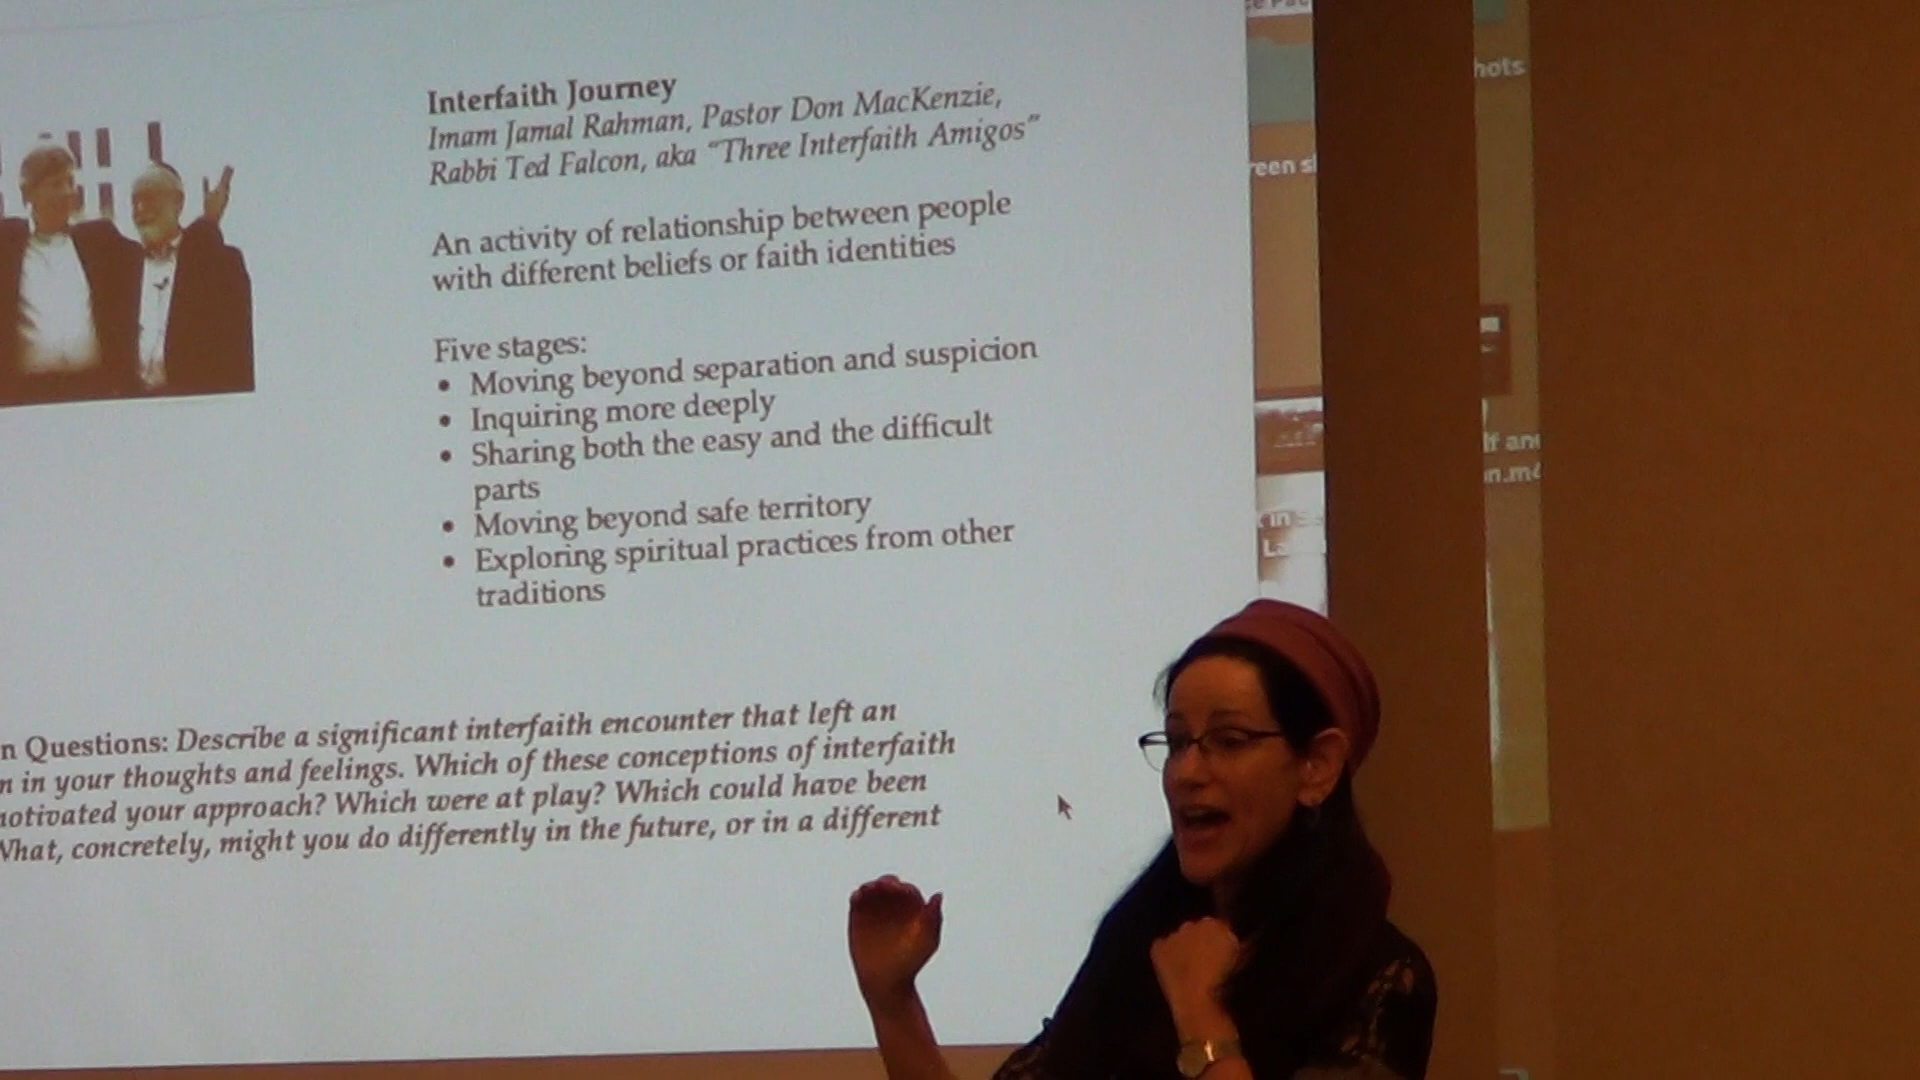 Interfaith Journey
Imam Jamal Rahman, Pastor Don MacKenzie,
Rabbi Ted Falcon, aka “Three Interfaith Amigos”
An activity of relationship between people
with different beliefs or faith identities
Five stages:
• Moving beyond separation and suspicion
• Inquiring more deeply
• Sharing both the easy and the difficult
parts
• Moving beyond safe territory
• Exploring spiritual practices from other
traditions
n Questions: Describe a significant interfaith encounter that left an
n in your thoughts and feelings. Which of these conceptions of interfaith
notivated your approach? Which were at play? Which could have been
What, concretely, might you do differently in the future, or in a different
hots
reen s